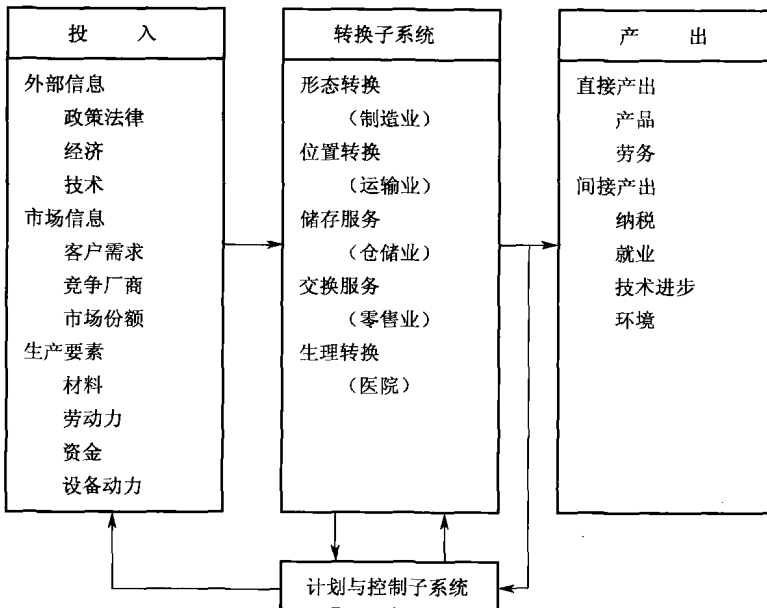 投 入
外部信息
政策法律
经济
技术
市场信息
客户需求
竞争厂商
市场份额
生产要素
材料
劳动力
资金
设备动力
转换子系统
形态转换
（制造业）
位置转换
（运输业）
储存服务
（仓储业）
交换服务
（零售业）
生理转换
（医院）
产 出
直接产出
产品
劳务
间接产出
纳税
就业
技术进步
环境
计划与控制子系统